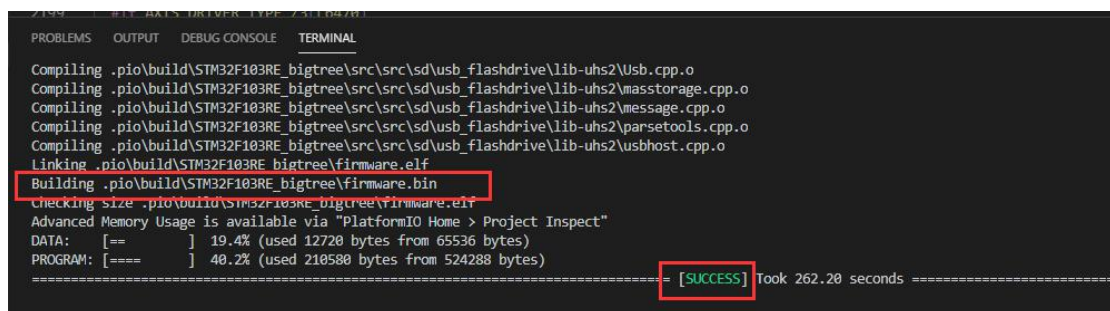 2199 #if AXIS_DRIVER_TYPE_Z3(L6470)
PROBLEMS OUTPUT DEBUG CONSOLE TERMINAL
Compiling .pio\build\STM32F103RE_bigtree\src\src\sd\usb_flashdrive\lib-uhs2\Usb.cpp.o
Compiling .pio\build\STM32F103RE_bigtree\src\src\sd\usb_flashdrive\lib-uhs2\masstorage.cpp.o
Compiling .pio\build\STM32F103RE_bigtree\src\src\sd\usb_flashdrive\lib-uhs2\message.cpp.o
Compiling .pio\build\STM32F103RE_bigtree\src\src\sd\usb_flashdrive\lib-uhs2\parsetools.cpp.o
Compiling .pio\build\STM32F103RE_bigtree\src\src\sd\usb_flashdrive\lib-uhs2\usbhost.cpp.o
Linking .pio\build\STM32F103RE_bigtree\firmware.elf
Building .pio\build\STM32F103RE_bigtree\firmware.bin
Checking size .pio\build\STM32F103RE_bigtree\firmware.elf
Advanced Memory Usage is available via "PlatformIO Home > Project Inspect"
DATA: [== ] 19.4% (used 12720 bytes from 65536 bytes)
PROGRAM: [==== ] 40.2% (used 210580 bytes from 524288 bytes)
=================================================================================== [SUCCESS] Took 262.20 seconds ==========================